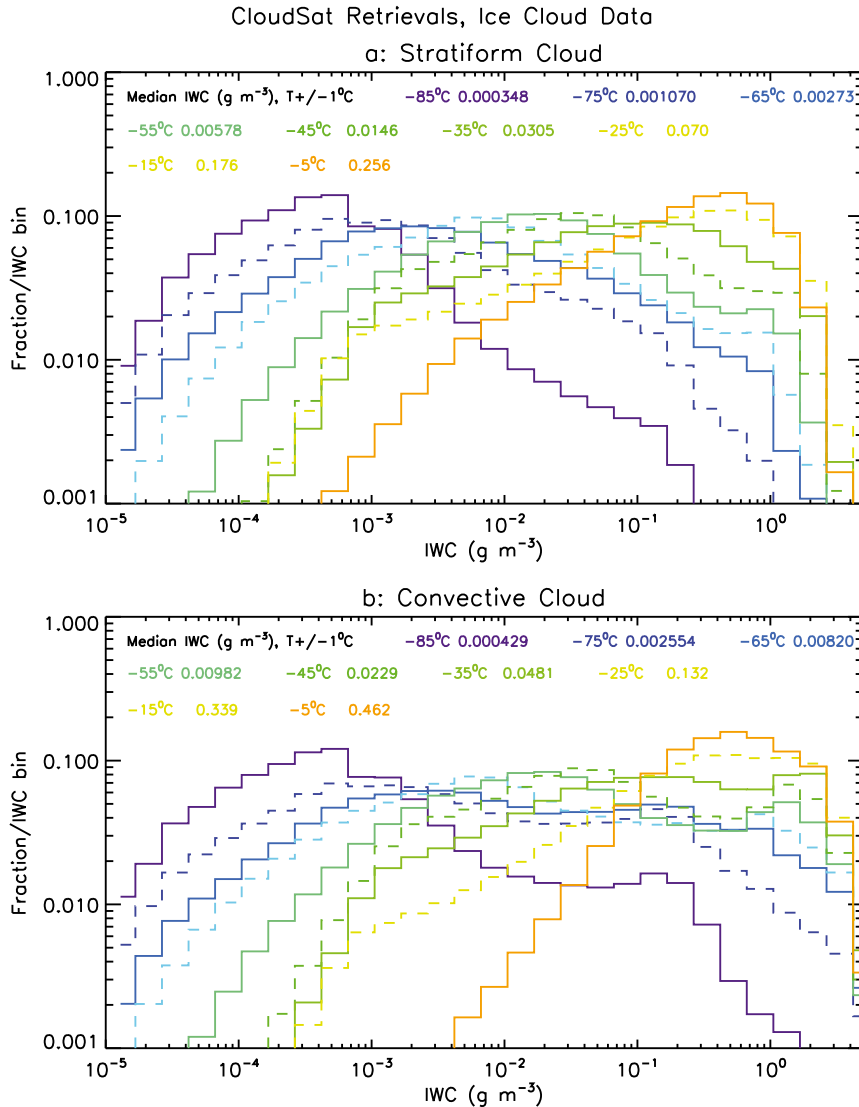 CloudSat Retrievals, Ice Cloud Data
a: Stratiform Cloud
1.000
Median IWC (g m⁻³), T+/−1⁰C −85⁰C 0.000348 −75⁰C 0.001070 −65⁰C 0.00273
−55⁰C 0.00578 −45⁰C 0.0146 −35⁰C 0.0305 −25⁰C 0.070
−15⁰C 0.176 −5⁰C 0.256
0.100
Fraction/IWC bin
0.010
0.001
10⁻⁵ 10⁻⁴ 10⁻³ 10⁻² 10⁻¹ 10⁰
IWC (g m⁻³)
b: Convective Cloud
1.000
Median IWC (g m⁻³), T+/−1⁰C −85⁰C 0.000429 −75⁰C 0.002554 −65⁰C 0.00820
−55⁰C 0.00982 −45⁰C 0.0229 −35⁰C 0.0481 −25⁰C 0.132
−15⁰C 0.339 −5⁰C 0.462
0.100
Fraction/IWC bin
0.010
0.001
10⁻⁵ 10⁻⁴ 10⁻³ 10⁻² 10⁻¹ 10⁰
IWC (g m⁻³)